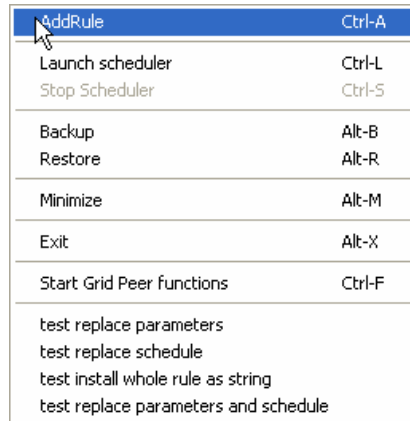 AddRule Ctrl-A
Launch scheduler Ctrl-L
Stop Scheduler Ctrl-S
Backup Alt-B
Restore Alt-R
Minimize Alt-M
Exit Alt-X
Start Grid Peer functions Ctrl-F
test replace parameters
test replace schedule
test install whole rule as string
test replace parameters and schedule